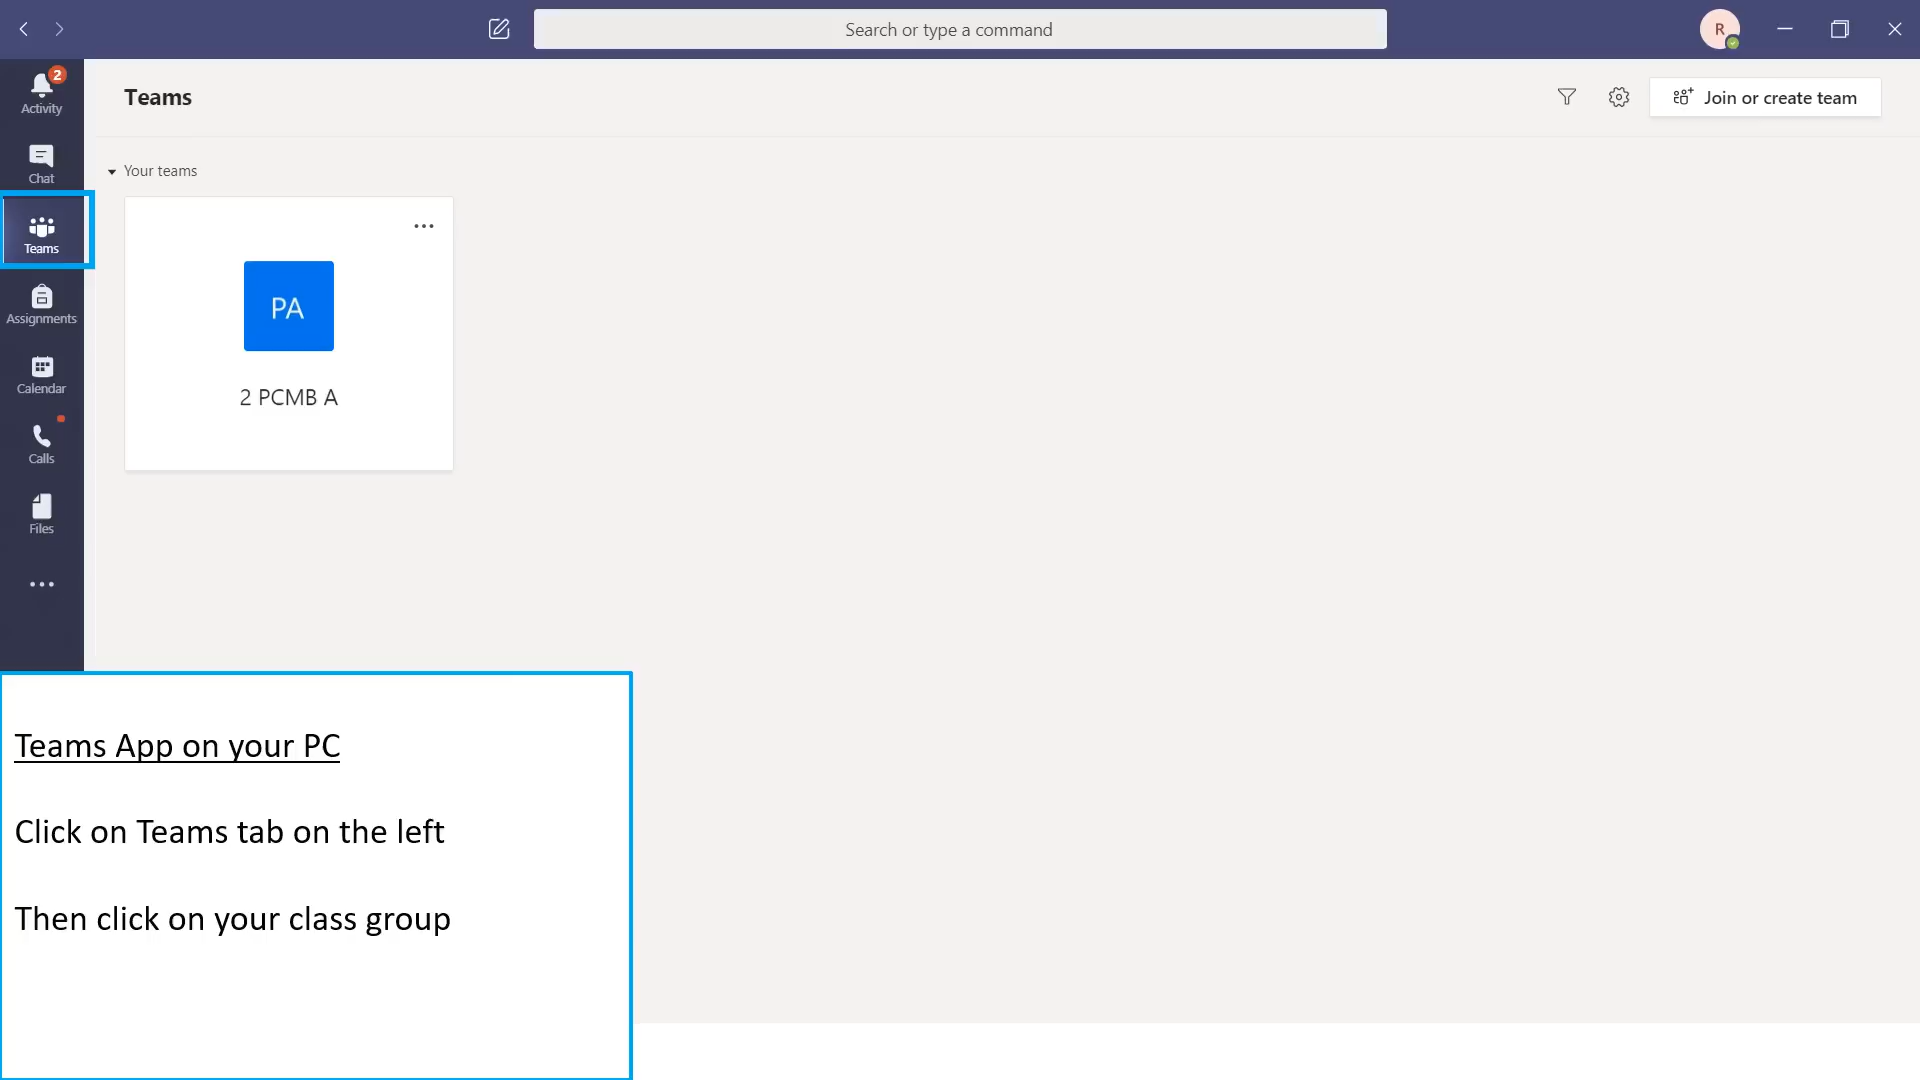 Search or type a command
R
2
Activity
Chat
Teams
Assignments
Calendar
Calls
Files
Teams
Join or create team
Your teams
PA
2 PCMB A
Teams App on your PC
Click on Teams tab on the left
Then click on your class group